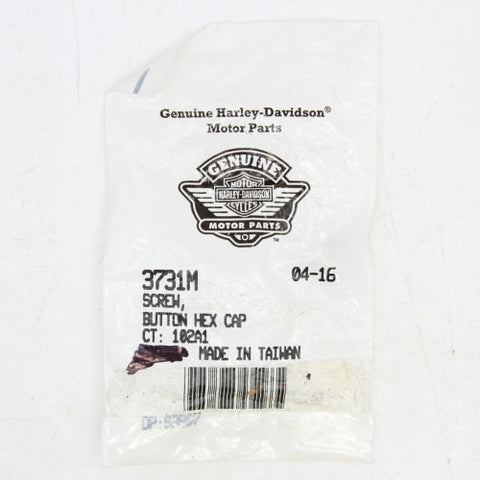 Genuine Harley-Davidson®
Motor Parts
GENUINE
MOTOR
HARLEY-DAVIDSON
CYCLES
MOTOR PARTS
™
3731M 04-16
SCREW,
BUTTON HEX CAP
CT: 102A1
MADE IN TAIWAN